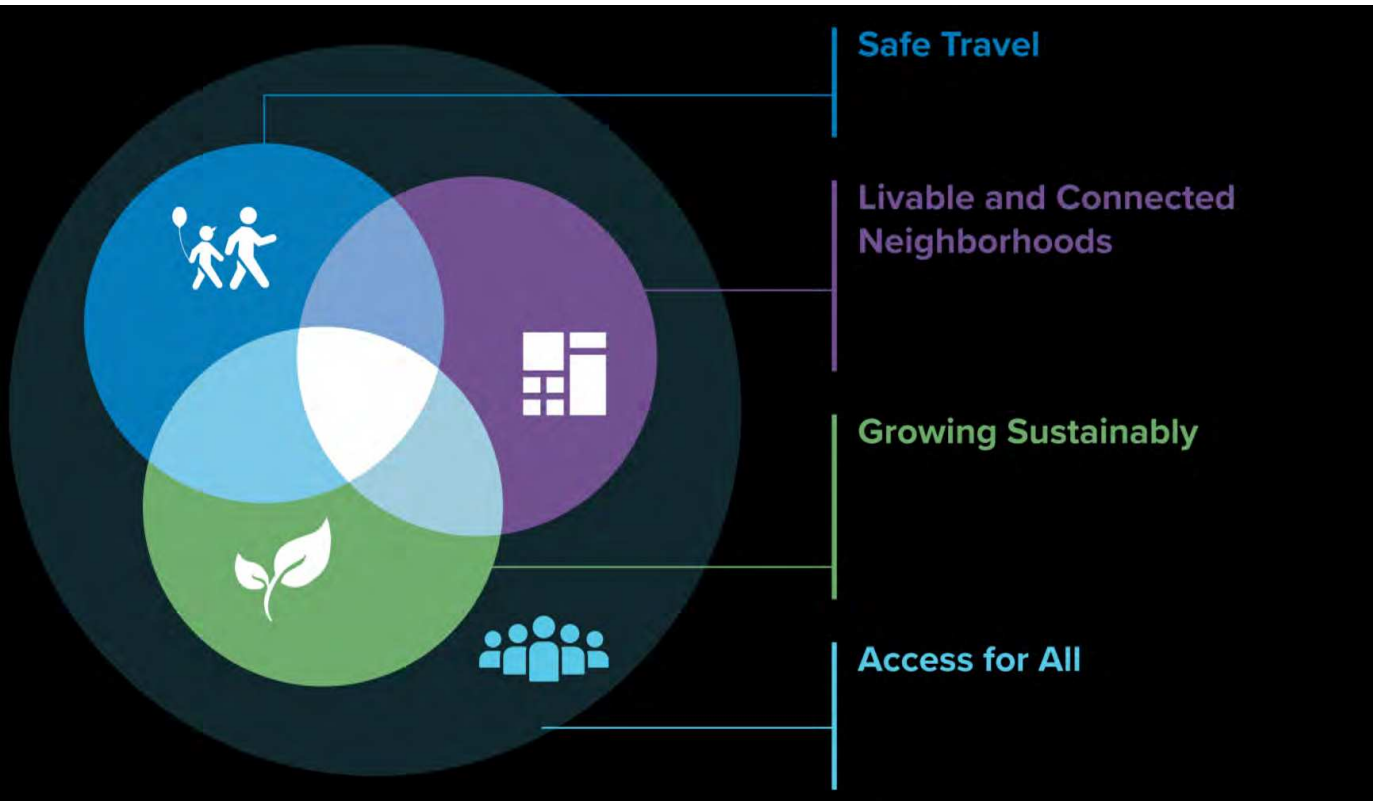 Safe Travel
Livable and Connected
Neighborhoods
Growing Sustainably
Access for All